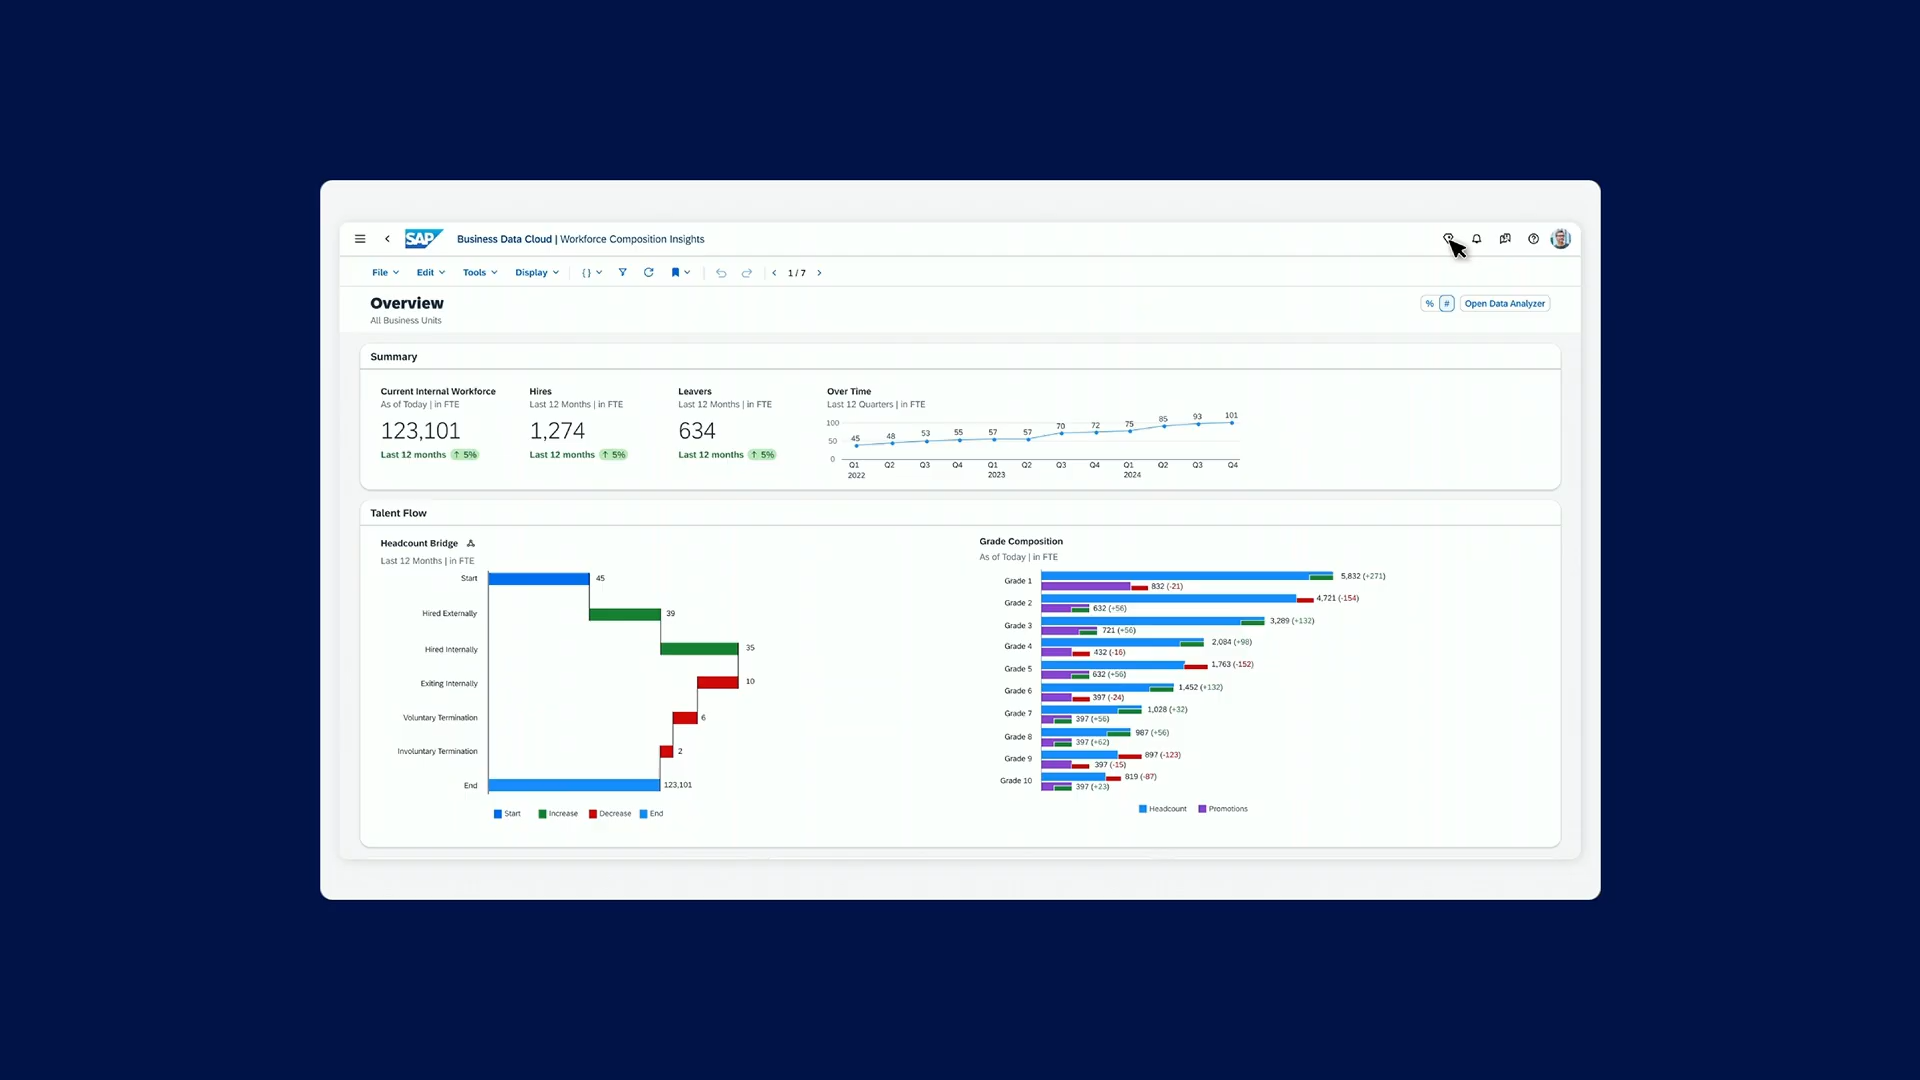 SAP Business Data Cloud | Workforce Composition Insights
File Edit Tools Display { } 1 / 7
Overview
All Business Units
% # Open Data Analyzer
Summary
Current Internal Workforce
As of Today | in FTE
123,101
Last 12 months ↑ 5%
Hires
Last 12 Months | in FTE
1,274
Last 12 months ↑ 5%
Leavers
Last 12 Months | in FTE
634
Last 12 months ↑ 5%
Over Time
Last 12 Quarters | in FTE
100
50
0
45 48 53 55 57 57 70 72 75 85 93 101
Q1 Q2 Q3 Q4 Q1 Q2 Q3 Q4 Q1 Q2 Q3 Q4
2022 2023 2024
Talent Flow
Headcount Bridge
Last 12 Months | in FTE
Start 45
Hired Externally 39
Hired Internally 35
Exiting Internally 10
Voluntary Termination 6
Involuntary Termination 2
End 123,101
Start Increase Decrease End
Grade Composition
As of Today | in FTE
Grade 1 5,832 (+271)
832 (-21)
Grade 2 4,721 (-154)
632 (+56)
Grade 3 3,289 (+132)
721 (+56)
Grade 4 2,084 (+98)
432 (-16)
Grade 5 1,763 (-152)
632 (+56)
Grade 6 1,452 (+132)
397 (-24)
Grade 7 1,028 (+32)
397 (+56)
Grade 8 987 (+56)
397 (+62)
Grade 9 897 (-123)
397 (-15)
Grade 10 819 (-87)
397 (+23)
Headcount Promotions